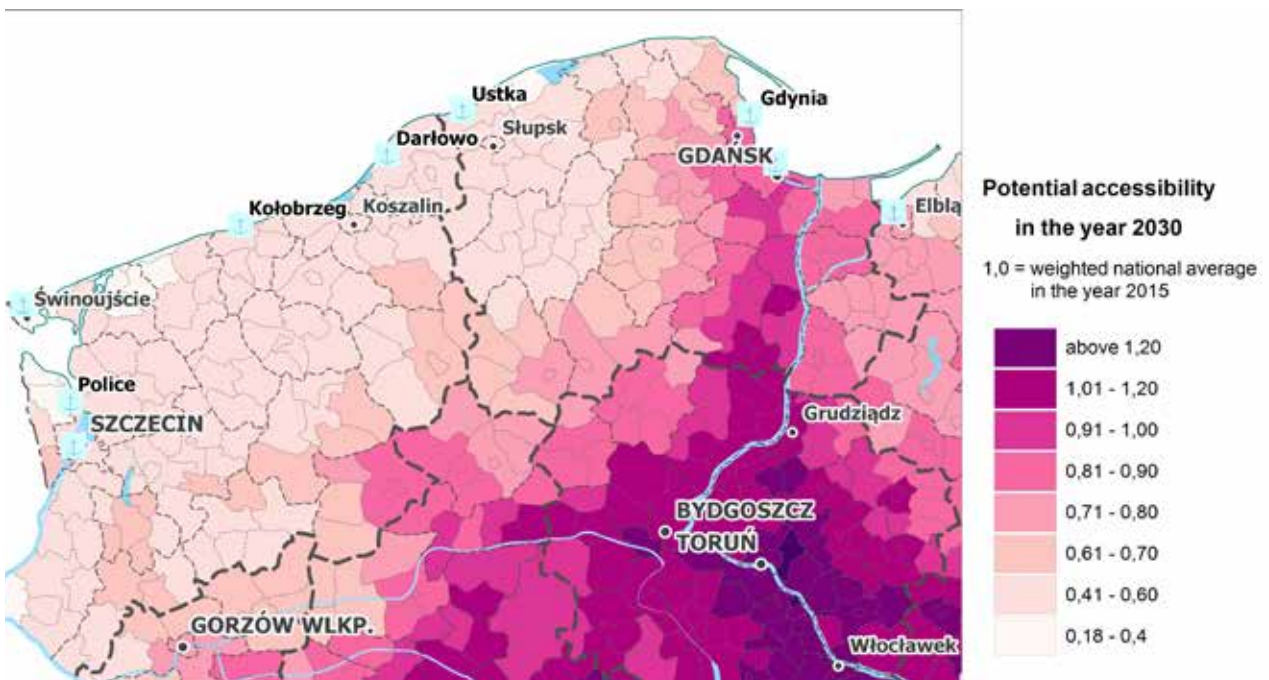 Ustka
Gdynia
Słupsk
Darłowo
GDAŃSK
Kołobrzeg
Koszalin
Elblą
Świnoujście
Police
SZCZECIN
Grudziądz
BYDGOSZCZ
TORUŃ
GORZÓW WLKP.
Włocławek
Potential accessibility
in the year 2030
1,0 = weighted national average
in the year 2015
above 1,20
1,01 - 1,20
0,91 - 1,00
0,81 - 0,90
0,71 - 0,80
0,61 - 0,70
0,41 - 0,60
0,18 - 0,4